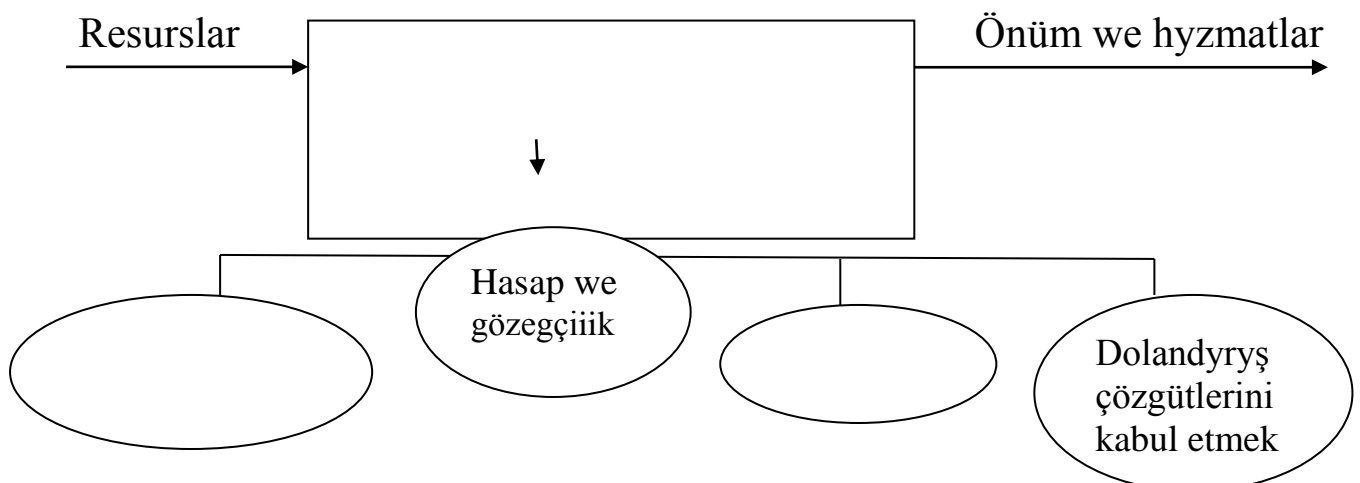 Resurslar
Önüm we hyzmatlar
Hasap we
gözegçiiik
Dolandyryş
çözgütlerini
kabul etmek